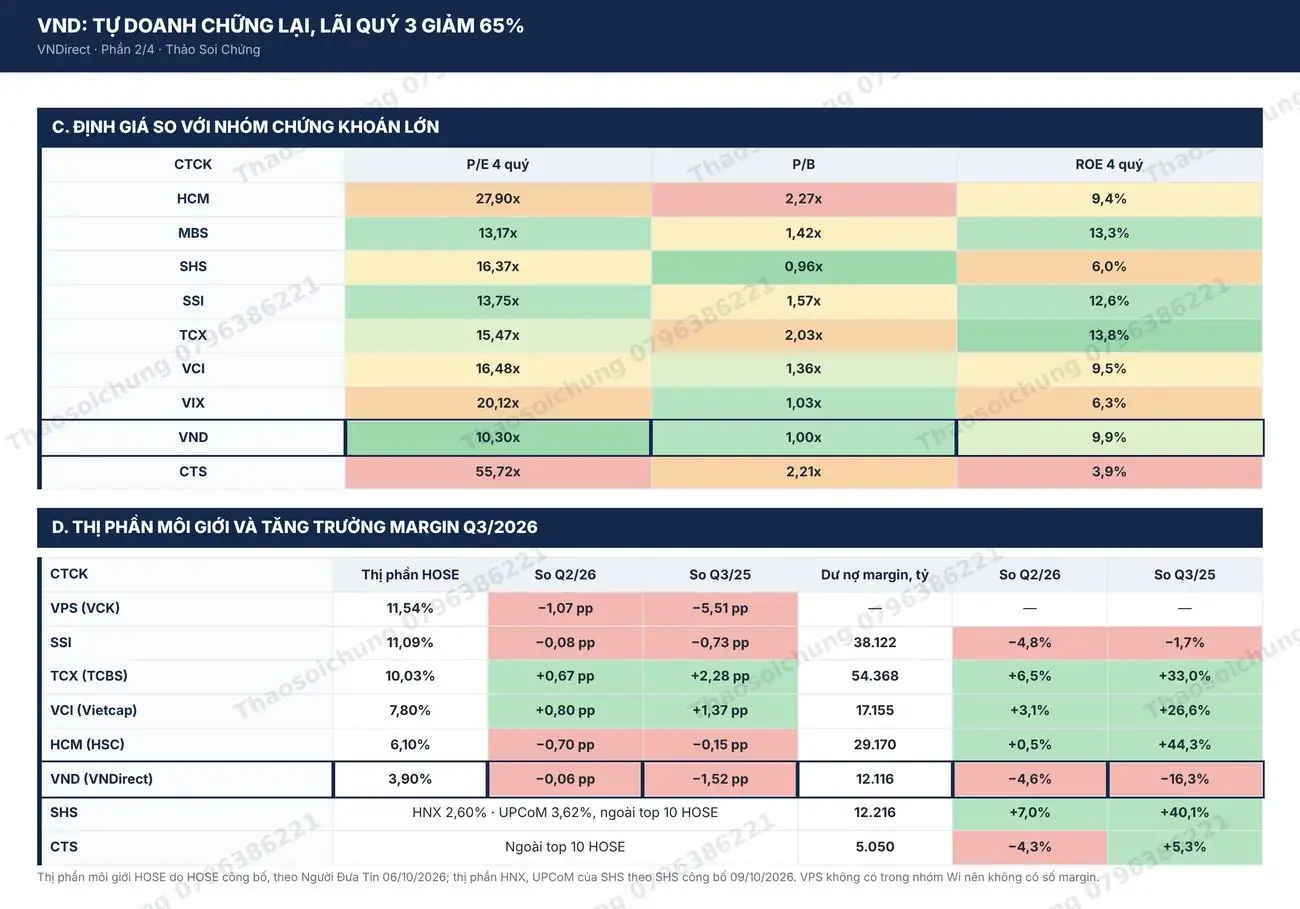 VND: TỰ DOANH CHỮNG LẠI, LÃI QUÝ 3 GIẢM 65%
VNDirect · Phần 2/4 · Thảo Soi Chứng
C. ĐỊNH GIÁ SO VỚI NHÓM CHỨNG KHOÁN LỚN
CTCK P/E 4 quý P/B ROE 4 quý
HCM 27,90x 2,27x 9,4%
MBS 13,17x 1,42x 13,3%
SHS 16,37x 0,96x 6,0%
SSI 13,75x 1,57x 12,6%
TCX 15,47x 2,03x 13,8%
VCI 16,48x 1,36x 9,5%
VIX 20,12x 1,03x 6,3%
VND 10,30x 1,00x 9,9%
CTS 55,72x 2,21x 3,9%
D. THỊ PHẦN MÔI GIỚI VÀ TĂNG TRƯỞNG MARGIN Q3/2026
CTCK Thị phần HOSE So Q2/26 So Q3/25 Dư nợ margin, tỷ So Q2/26 So Q3/25
VPS (VCK) 11,54% −1,07 pp −5,51 pp — — —
SSI 11,09% −0,08 pp −0,73 pp 38.122 −4,8% −1,7%
TCX (TCBS) 10,03% +0,67 pp +2,28 pp 54.368 +6,5% +33,0%
VCI (Vietcap) 7,80% +0,80 pp +1,37 pp 17.155 +3,1% +26,6%
HCM (HSC) 6,10% −0,70 pp −0,15 pp 29.170 +0,5% +44,3%
VND (VNDirect) 3,90% −0,06 pp −1,52 pp 12.116 −4,6% −16,3%
SHS HNX 2,60% · UPCoM 3,62%, ngoài top 10 HOSE 12.216 +7,0% +40,1%
CTS Ngoài top 10 HOSE 5.050 −4,3% +5,3%
Thị phần môi giới HOSE do HOSE công bố, theo Người Đưa Tin 06/10/2026; thị phần HNX, UPCoM của SHS theo SHS công bố 09/10/2026. VPS không có trong nhóm Wi nên không có số margin.
Thaosoichung 0796386221